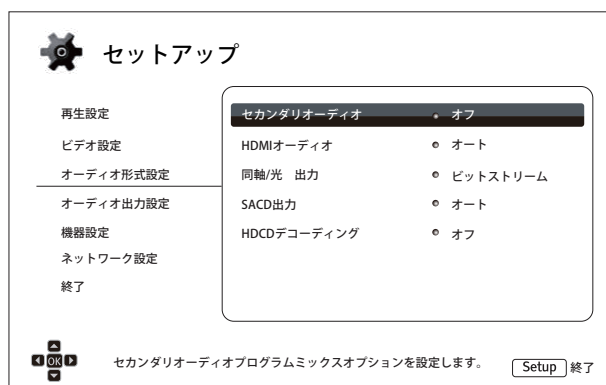 セットアップ
再生設定
ビデオ設定
オーディオ形式設定
オーディオ出力設定
機器設定
ネットワーク設定
終了
セカンダリオーディオ オフ
HDMIオーディオ オート
同軸/光 出力 ビットストリーム
SACD出力 オート
HDCDデコーディング オフ
OK
セカンダリオーディオプログラムミックスオプションを設定します。
Setup 終了